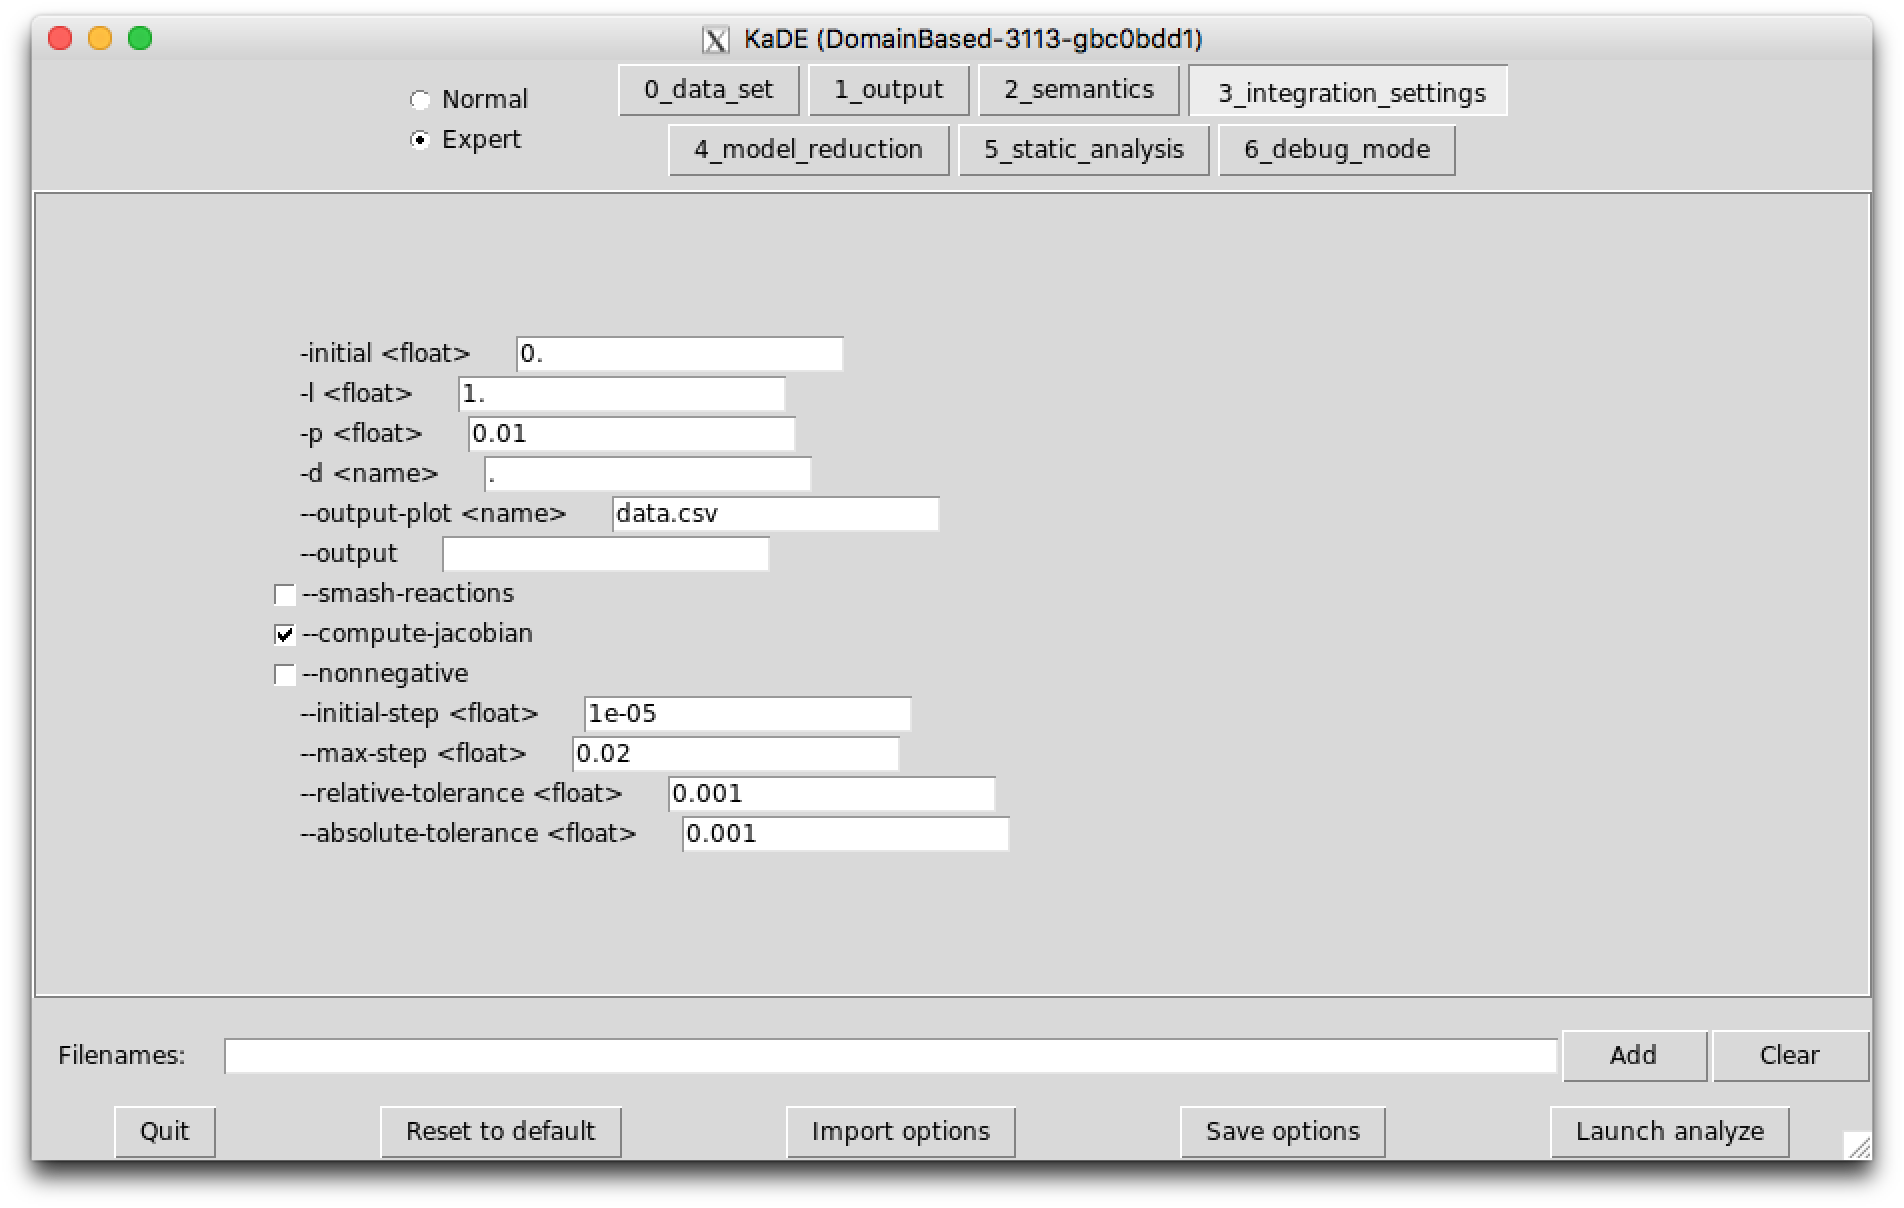 KaDE (DomainBased-3113-gbc0bdd1)
Normal
Expert
0_data_set 1_output 2_semantics 3_integration_settings
4_model_reduction 5_static_analysis 6_debug_mode
-initial <float> 0.
-l <float> 1.
-p <float> 0.01
-d <name> .
--output-plot <name> data.csv
--output
--smash-reactions
--compute-jacobian
--nonnegative
--initial-step <float> 1e-05
--max-step <float> 0.02
--relative-tolerance <float> 0.001
--absolute-tolerance <float> 0.001
Filenames: Add Clear
Quit Reset to default Import options Save options Launch analyze